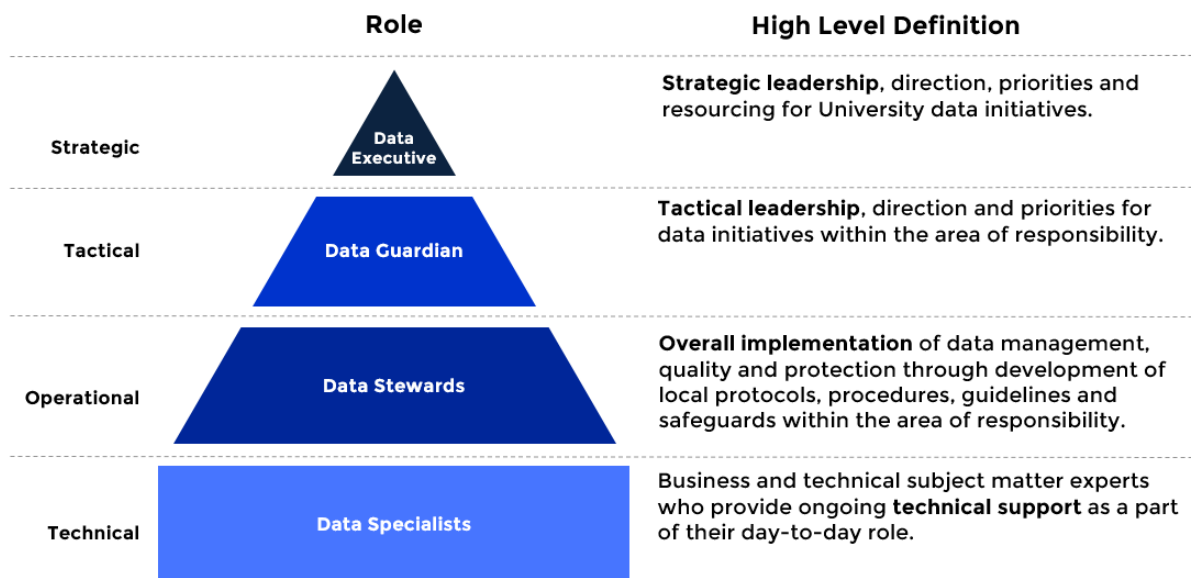 Role
High Level Definition
Strategic
Data
Executive
Strategic leadership, direction, priorities and
resourcing for University data initiatives.
Tactical
Data Guardian
Tactical leadership, direction and priorities for
data initiatives within the area of responsibility.
Operational
Data Stewards
Overall implementation of data management,
quality and protection through development of
local protocols, procedures, guidelines and
safeguards within the area of responsibility.
Technical
Data Specialists
Business and technical subject matter experts
who provide ongoing technical support as a part
of their day-to-day role.